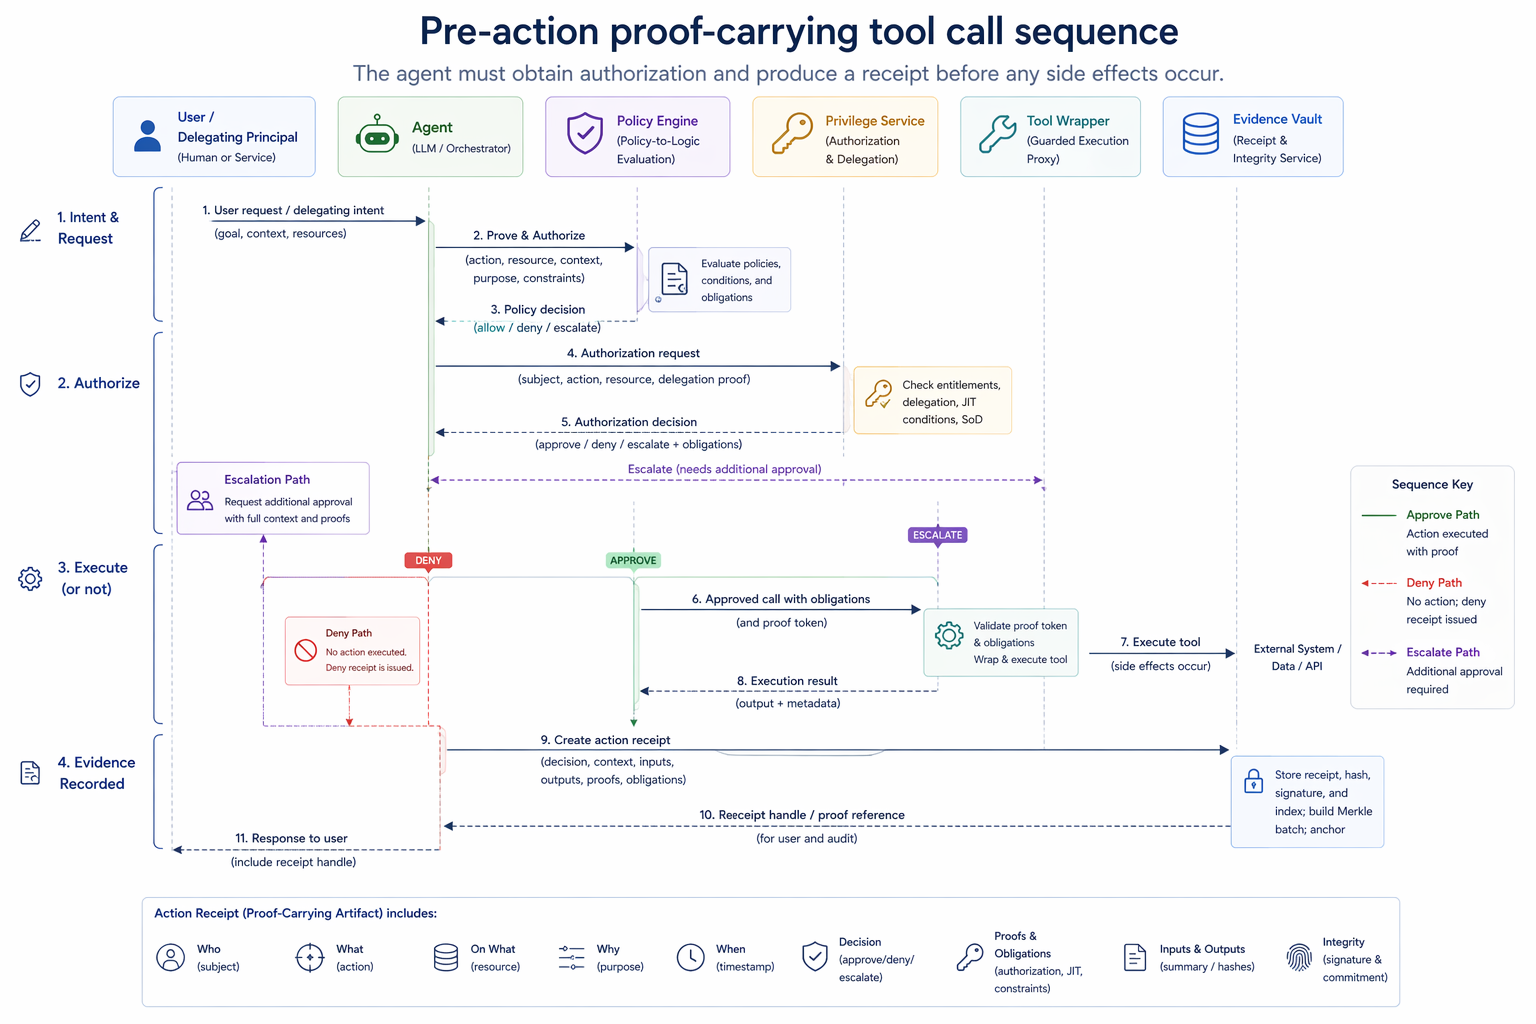 Pre-action proof-carrying tool call sequence
The agent must obtain authorization and produce a receipt before any side effects occur.
User /
Delegating Principal
(Human or Service)
Agent
(LLM / Orchestrator)
Policy Engine
(Policy-to-Logic
Evaluation)
Privilege Service
(Authorization
& Delegation)
Tool Wrapper
(Guarded Execution
Proxy)
Evidence Vault
(Receipt &
Integrity Service)
1. Intent &
Request
1. User request / delegating intent
(goal, context, resources)
2. Prove & Authorize
(action, resource, context,
purpose, constraints)
Evaluate policies,
conditions, and
obligations
3. Policy decision
(allow / deny / escalate)
2. Authorize
4. Authorization request
(subject, action, resource, delegation proof)
Check entitlements,
delegation, JIT
conditions, SoD
5. Authorization decision
(approve / deny / escalate + obligations)
Escalate (needs additional approval)
Escalation Path
Request additional approval
with full context and proofs
3. Execute
(or not)
DENY
APPROVE
ESCALATE
Deny Path
No action executed.
Deny receipt is issued.
6. Approved call with obligations
(and proof token)
Validate proof token
& obligations
Wrap & execute tool
7. Execute tool
(side effects occur)
External System /
Data / API
8. Execution result
(output + metadata)
Sequence Key
Approve Path
Action executed
with proof
Deny Path
No action; deny
receipt issued
Escalate Path
Additional approval
required
4. Evidence
Recorded
9. Create action receipt
(decision, context, inputs,
outputs, proofs, obligations)
Store receipt, hash,
signature, and
index; build Merkle
batch; anchor
10. Reeceipt handle / proof reference
(for user and audit)
11. Response to user
(include receipt handle)
Action Receipt (Proof-Carrying Artifact) includes:
Who
(subject)
What
(action)
On What
(resource)
Why
(purpose)
When
(timestamp)
Decision
(approve/deny/
escalate)
Proofs &
Obligations
(authorization, JIT,
constraints)
Inputs & Outputs
(summary / hashes)
Integrity
(signature &
commitment)